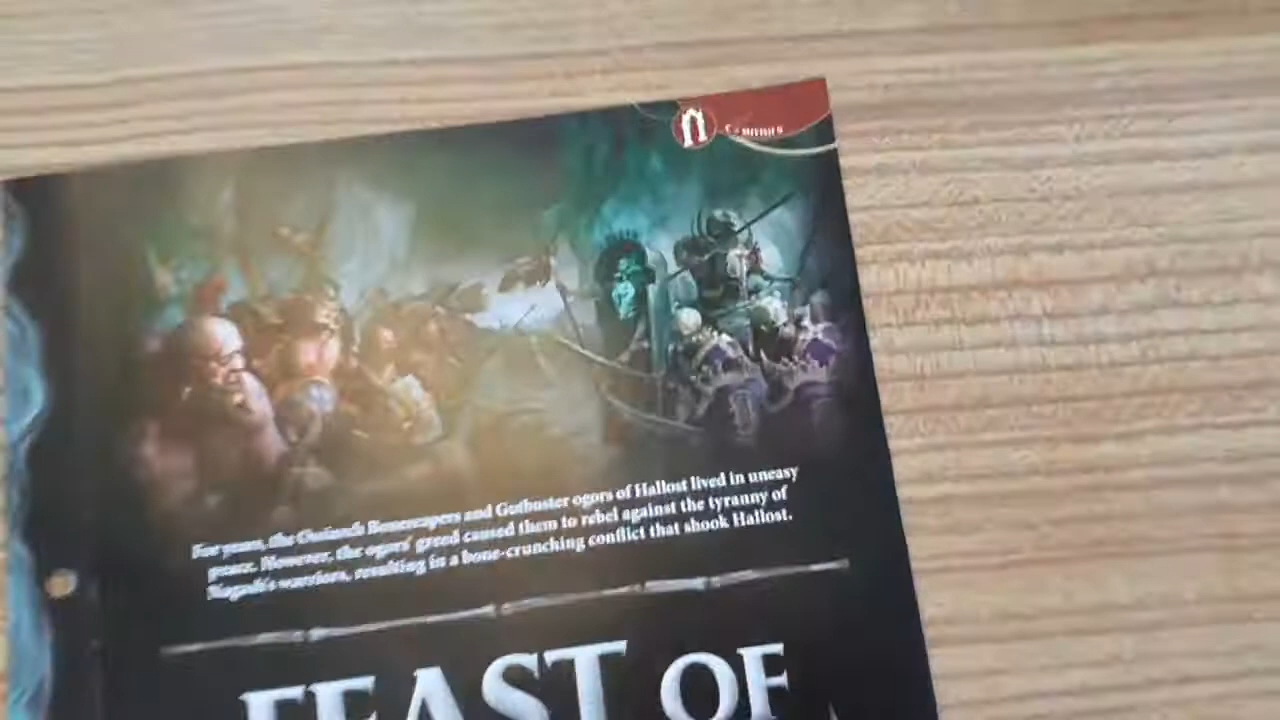 For years, the Ossiarch Bonereapers and Gutbuster ogors of Hallost lived in uneasy
peace. However, the ogors' greed caused them to rebel against the tyranny of
Nagash's warriors, resulting in a bone-crunching conflict that shook Hallost.
FEAST OF